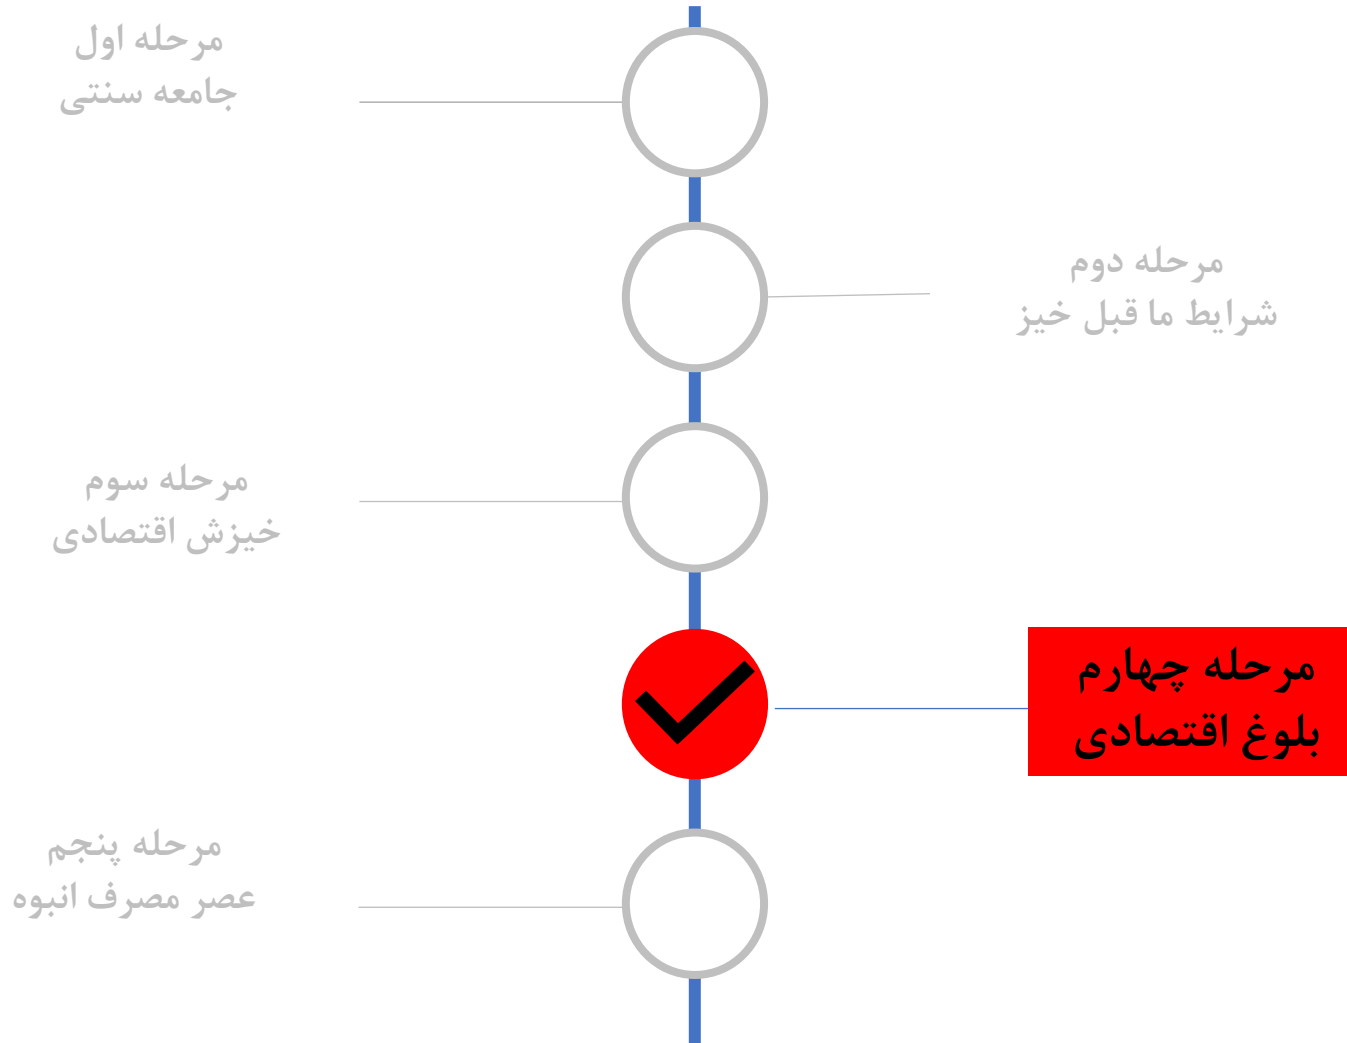 مرحله اول
جامعه سنتی
مرحله دوم
شرایط ما قبل خیز
مرحله سوم
خیزش اقتصادی
مرحله چهارم
بلوغ اقتصادی
مرحله پنجم
عصر مصرف انبوه